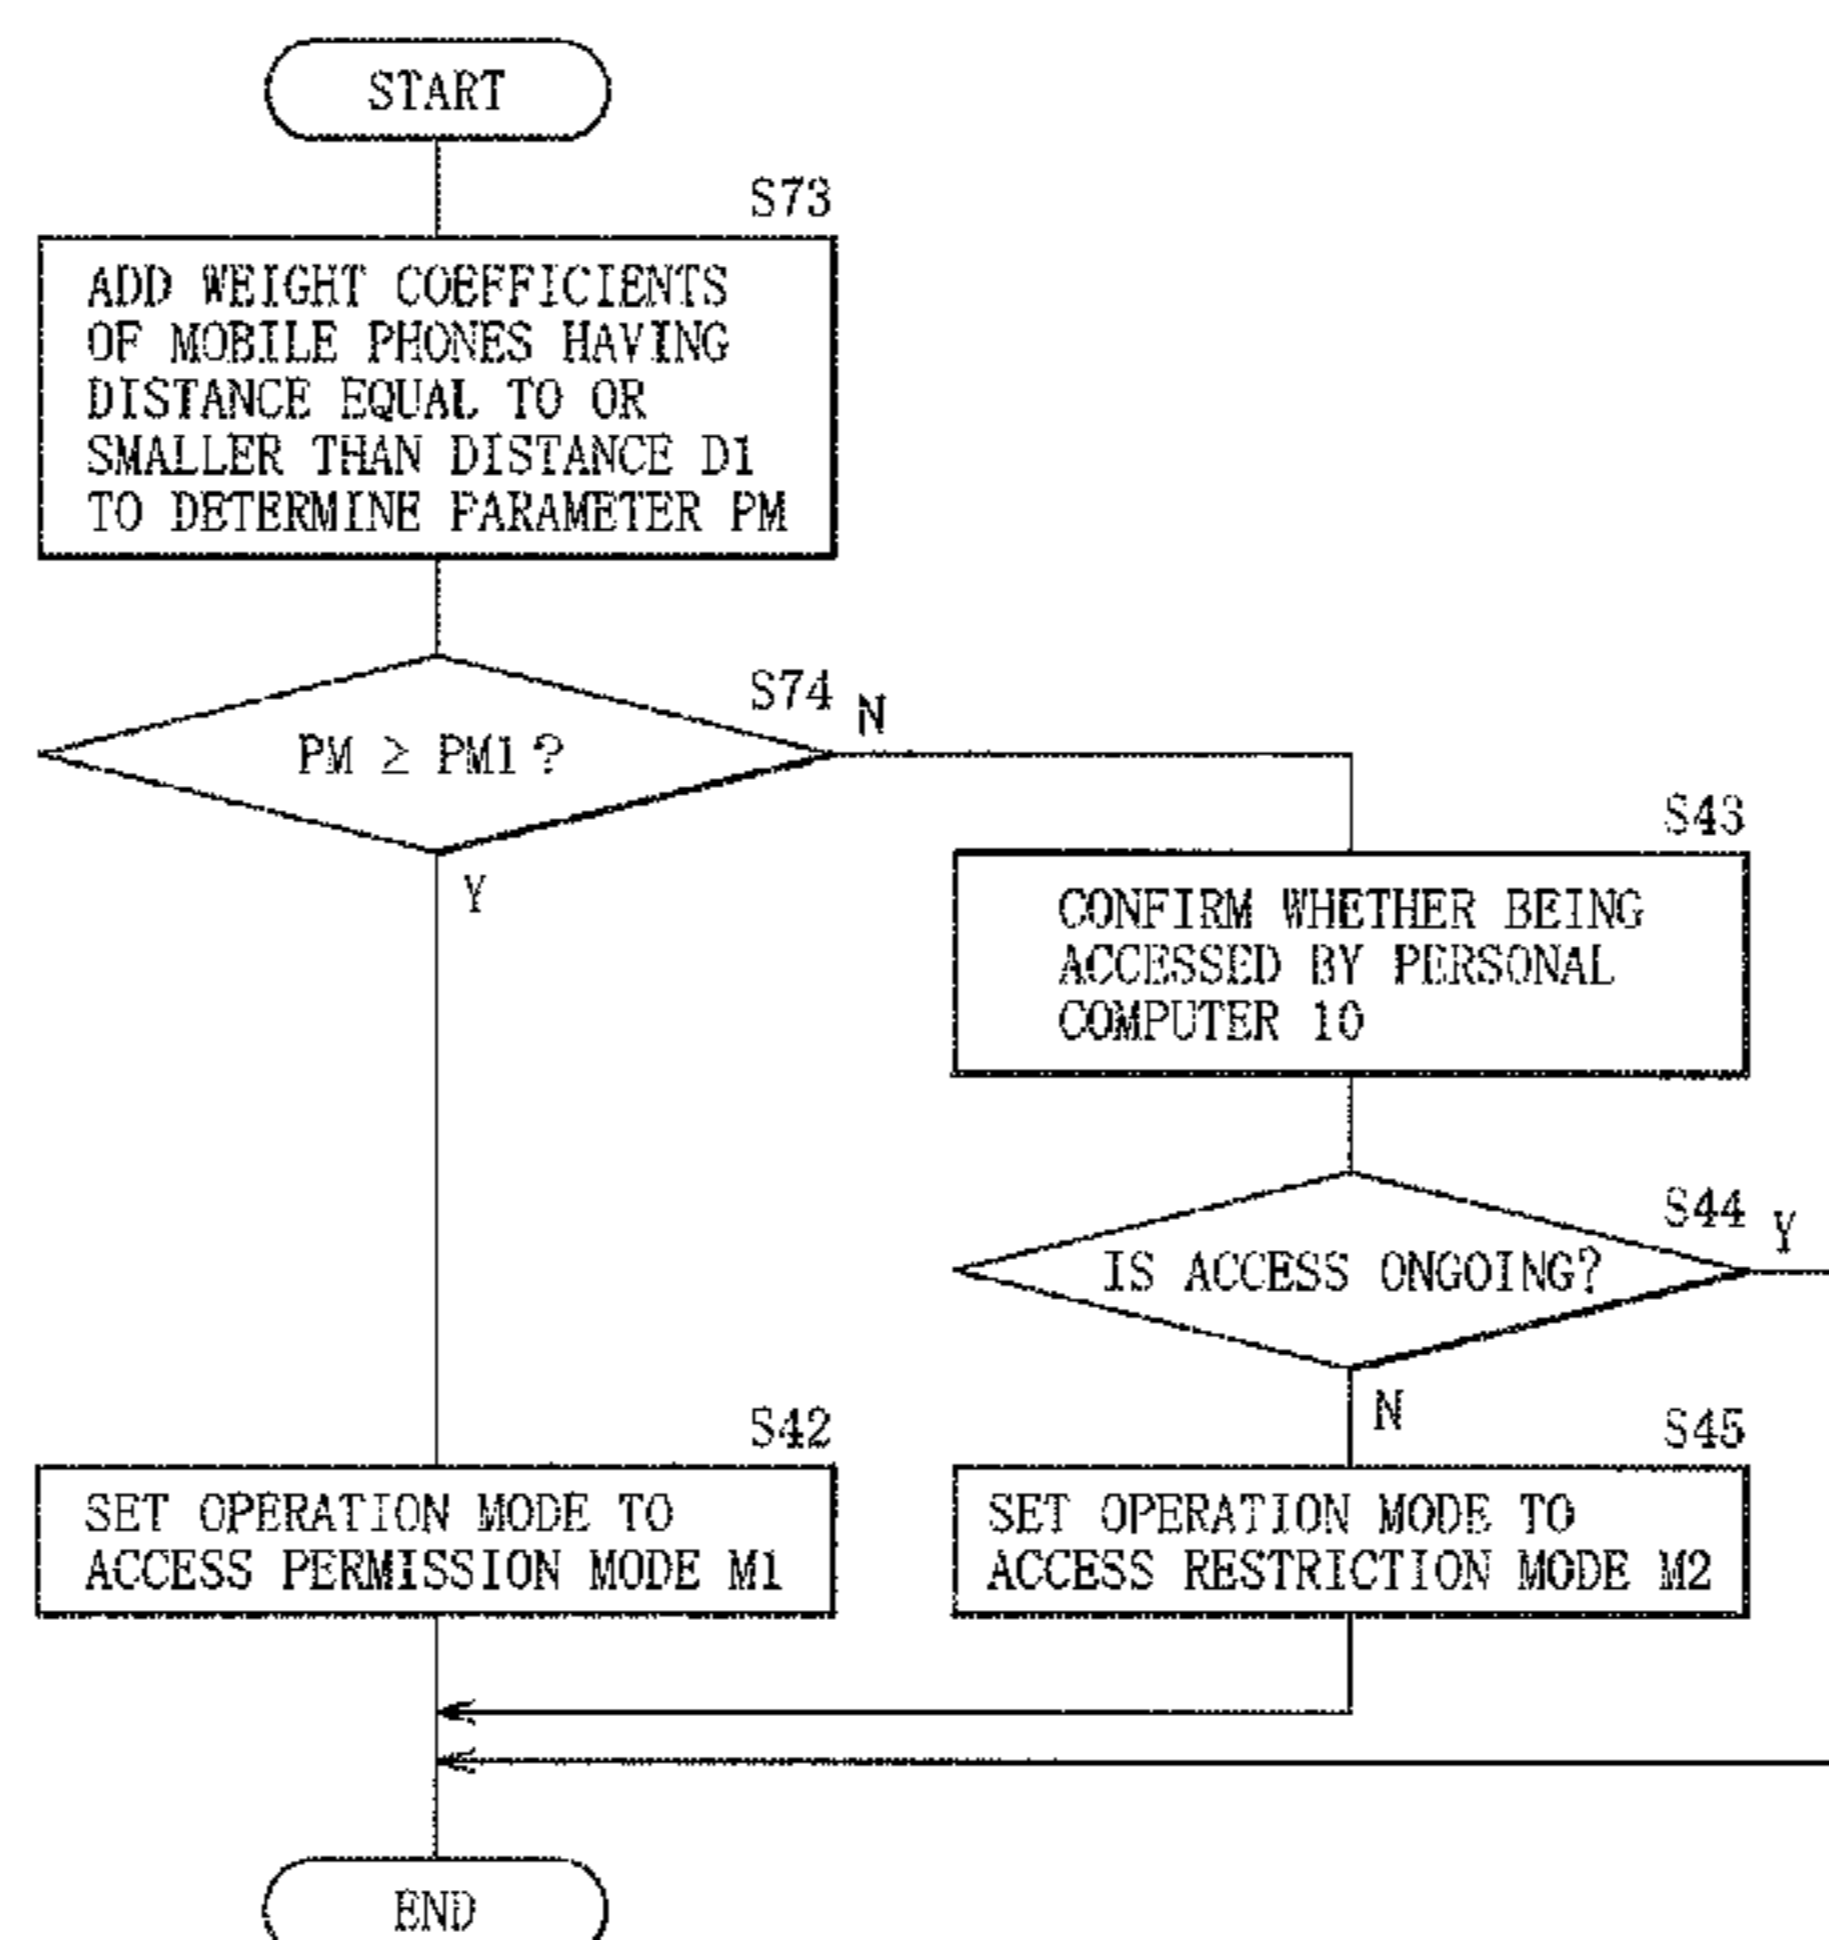 START
S73
ADD WEIGHT COEFFICIENTS
OF MOBILE PHONES HAVING
DISTANCE EQUAL TO OR
SMALLER THAN DISTANCE D1
TO DETERMINE PARAMETER PM
S74
N
PM ≥ PM1?
Y
S43
CONFIRM WHETHER BEING
ACCESSED BY PERSONAL
COMPUTER 10
S44
Y
IS ACCESS ONGOING?
N
S42
SET OPERATION MODE TO
ACCESS PERMISSION MODE M1
S45
SET OPERATION MODE TO
ACCESS RESTRICTION MODE M2
END